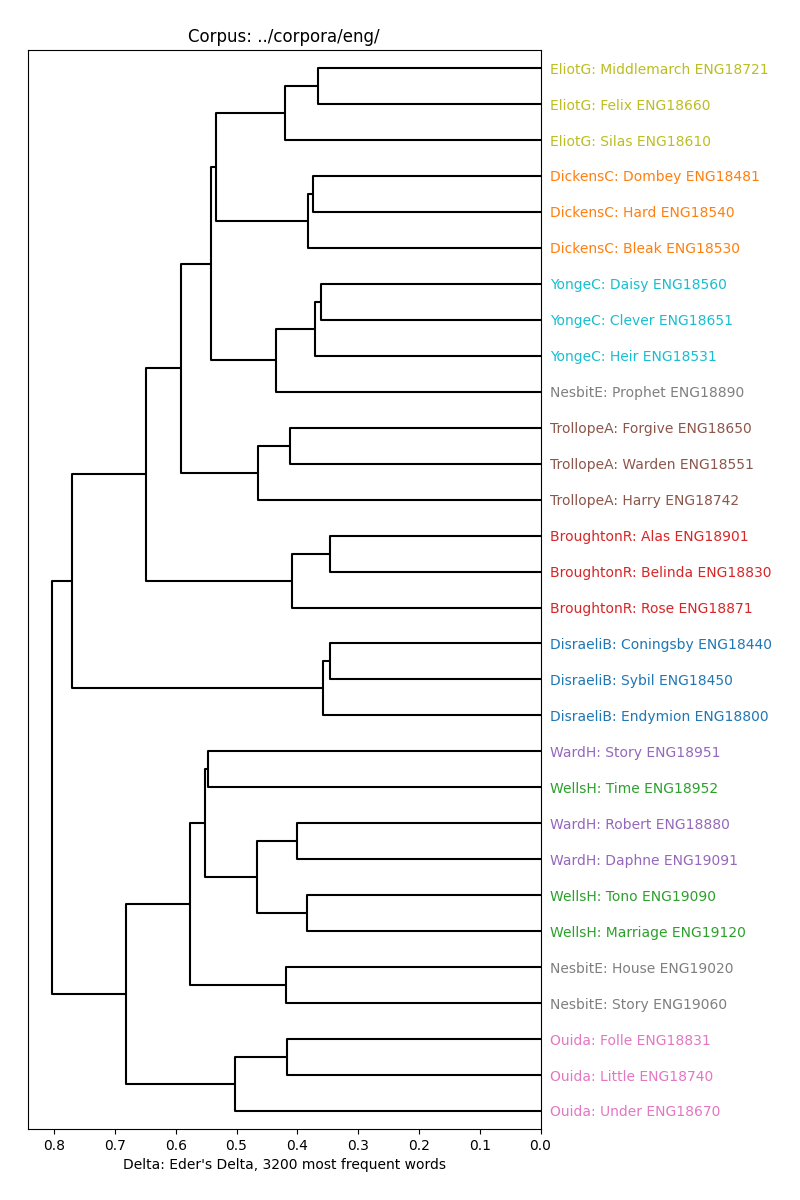 Corpus: ../corpora/eng/
EliotG: Middlemarch ENG18721
EliotG: Felix ENG18660
EliotG: Silas ENG18610
DickensC: Dombey ENG18481
DickensC: Hard ENG18540
DickensC: Bleak ENG18530
YongeC: Daisy ENG18560
YongeC: Clever ENG18651
YongeC: Heir ENG18531
NesbitE: Prophet ENG18890
TrollopeA: Forgive ENG18650
TrollopeA: Warden ENG18551
TrollopeA: Harry ENG18742
BroughtonR: Alas ENG18901
BroughtonR: Belinda ENG18830
BroughtonR: Rose ENG18871
DisraeliB: Coningsby ENG18440
DisraeliB: Sybil ENG18450
DisraeliB: Endymion ENG18800
WardH: Story ENG18951
WellsH: Time ENG18952
WardH: Robert ENG18880
WardH: Daphne ENG19091
WellsH: Tono ENG19090
WellsH: Marriage ENG19120
NesbitE: House ENG19020
NesbitE: Story ENG19060
Ouida: Folle ENG18831
Ouida: Little ENG18740
Ouida: Under ENG18670
0.8 0.7 0.6 0.5 0.4 0.3 0.2 0.1 0.0
Delta: Eder's Delta, 3200 most frequent words